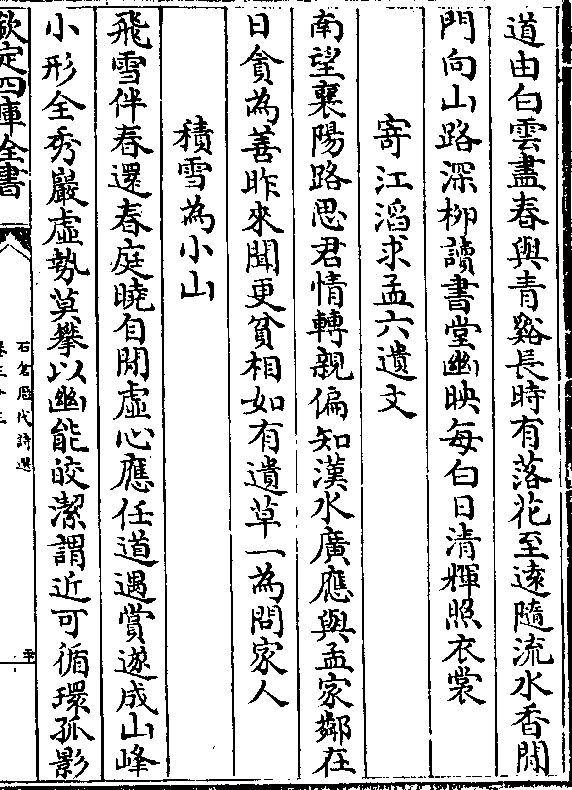 道由白雲盡春與青谿長時有落花至遠隨流水香閒
門向山路深栁讀書堂幽映每白日清輝照衣裳
寄江滔求孟六遺文
南望襄陽路思君情轉親偏知漢水廣應與孟家鄰在
日貪為善昨來聞更貧相如有遺草一為問家人
積雪為小山
飛雪伴春還春庭曉自閒虛心應任道遇賞遂成山峰
小形全秀巖虛勢莫攀以幽能皎潔謂近可循環孤影
欽定四庫全書
石倉歷代詩選
卷三十三